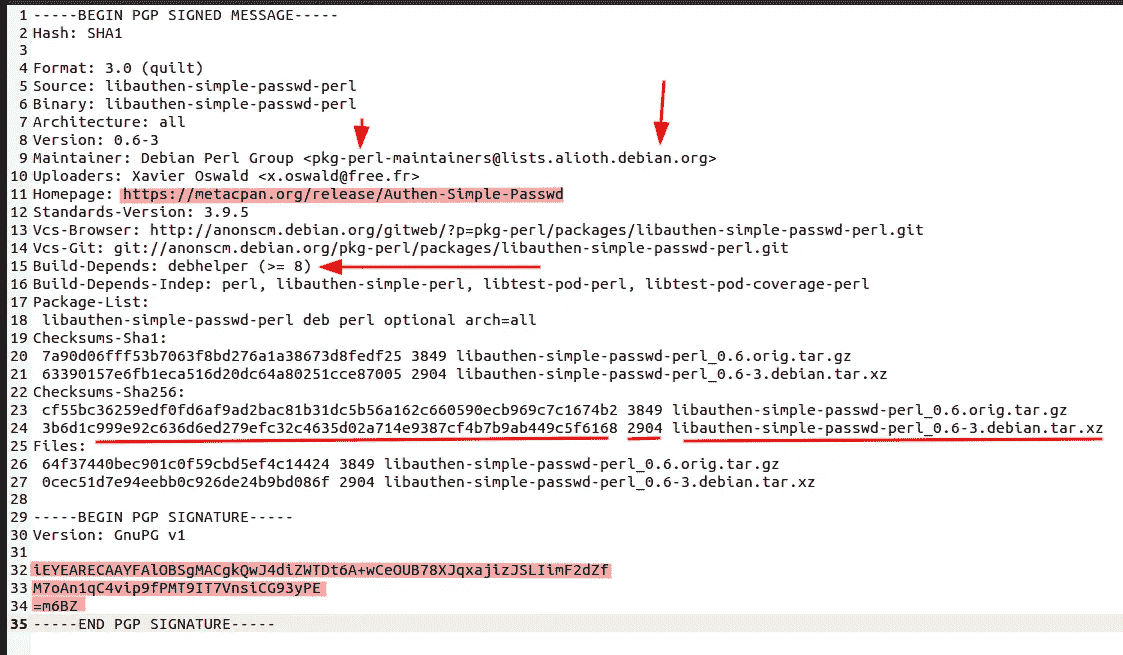 1 -----BEGIN PGP SIGNED MESSAGE-----
2 Hash: SHA1
3
4 Format: 3.0 (quilt)
5 Source: libauthen-simple-passwd-perl
6 Binary: libauthen-simple-passwd-perl
7 Architecture: all
8 Version: 0.6-3
9 Maintainer: Debian Perl Group <pkg-perl-maintainers@lists.alioth.debian.org>
10 Uploaders: Xavier Oswald <x.oswald@free.fr>
11 Homepage: https://metacpan.org/release/Authen-Simple-Passwd
12 Standards-Version: 3.9.5
13 Vcs-Browser: http://anonscm.debian.org/gitweb/?p=pkg-perl/packages/libauthen-simple-passwd-perl.git
14 Vcs-Git: git://anonscm.debian.org/pkg-perl/packages/libauthen-simple-passwd-perl.git
15 Build-Depends: debhelper (>= 8)
16 Build-Depends-Indep: perl, libauthen-simple-perl, libtest-pod-perl, libtest-pod-coverage-perl
17 Package-List:
18  libauthen-simple-passwd-perl deb perl optional arch=all
19 Checksums-Sha1:
20  7a90d06fff53b7063f8bd276a1a38673d8fedf25 3849 libauthen-simple-passwd-perl_0.6.orig.tar.gz
21  63390157e6fb1eca516d20dc64a80251cce87005 2904 libauthen-simple-passwd-perl_0.6-3.debian.tar.xz
22 Checksums-Sha256:
23  cf55bc36259edf0fd6af9ad2bac81b31dc5b56a162c660590ecb969c7c1674b2 3849 libauthen-simple-passwd-perl_0.6.orig.tar.gz
24  3b6d1c999e92c636d6ed279efc32c4635d02a714e9387cf4b7b9ab449c5f6168 2904 libauthen-simple-passwd-perl_0.6-3.debian.tar.xz
25 Files:
26  64f37440bec901c0f59cbd5ef4c14424 3849 libauthen-simple-passwd-perl_0.6.orig.tar.gz
27  0cec51d7e94eebb0c926de24b9bd086f 2904 libauthen-simple-passwd-perl_0.6-3.debian.tar.xz
28
29 -----BEGIN PGP SIGNATURE-----
30 Version: GnuPG v1
31
32 iEYEARECAAYFAlOBSgMACgkQwJ4diZWTDt6A+wCeOUB78XJqxajizJSLIimF2dZf
33 M7oAn1qC4vip9fPMT9IT7VnsiCG93yPE
34 =m6BZ
35 -----END PGP SIGNATURE-----